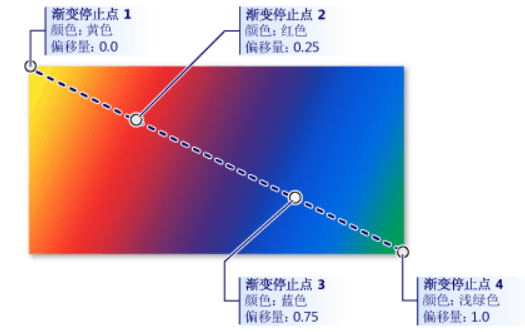 渐变停止点 1
颜色: 黄色
偏移量: 0.0
渐变停止点 2
颜色: 红色
偏移量: 0.25
渐变停止点 3
颜色: 蓝色
偏移量: 0.75
渐变停止点 4
颜色: 浅绿色
偏移量: 1.0